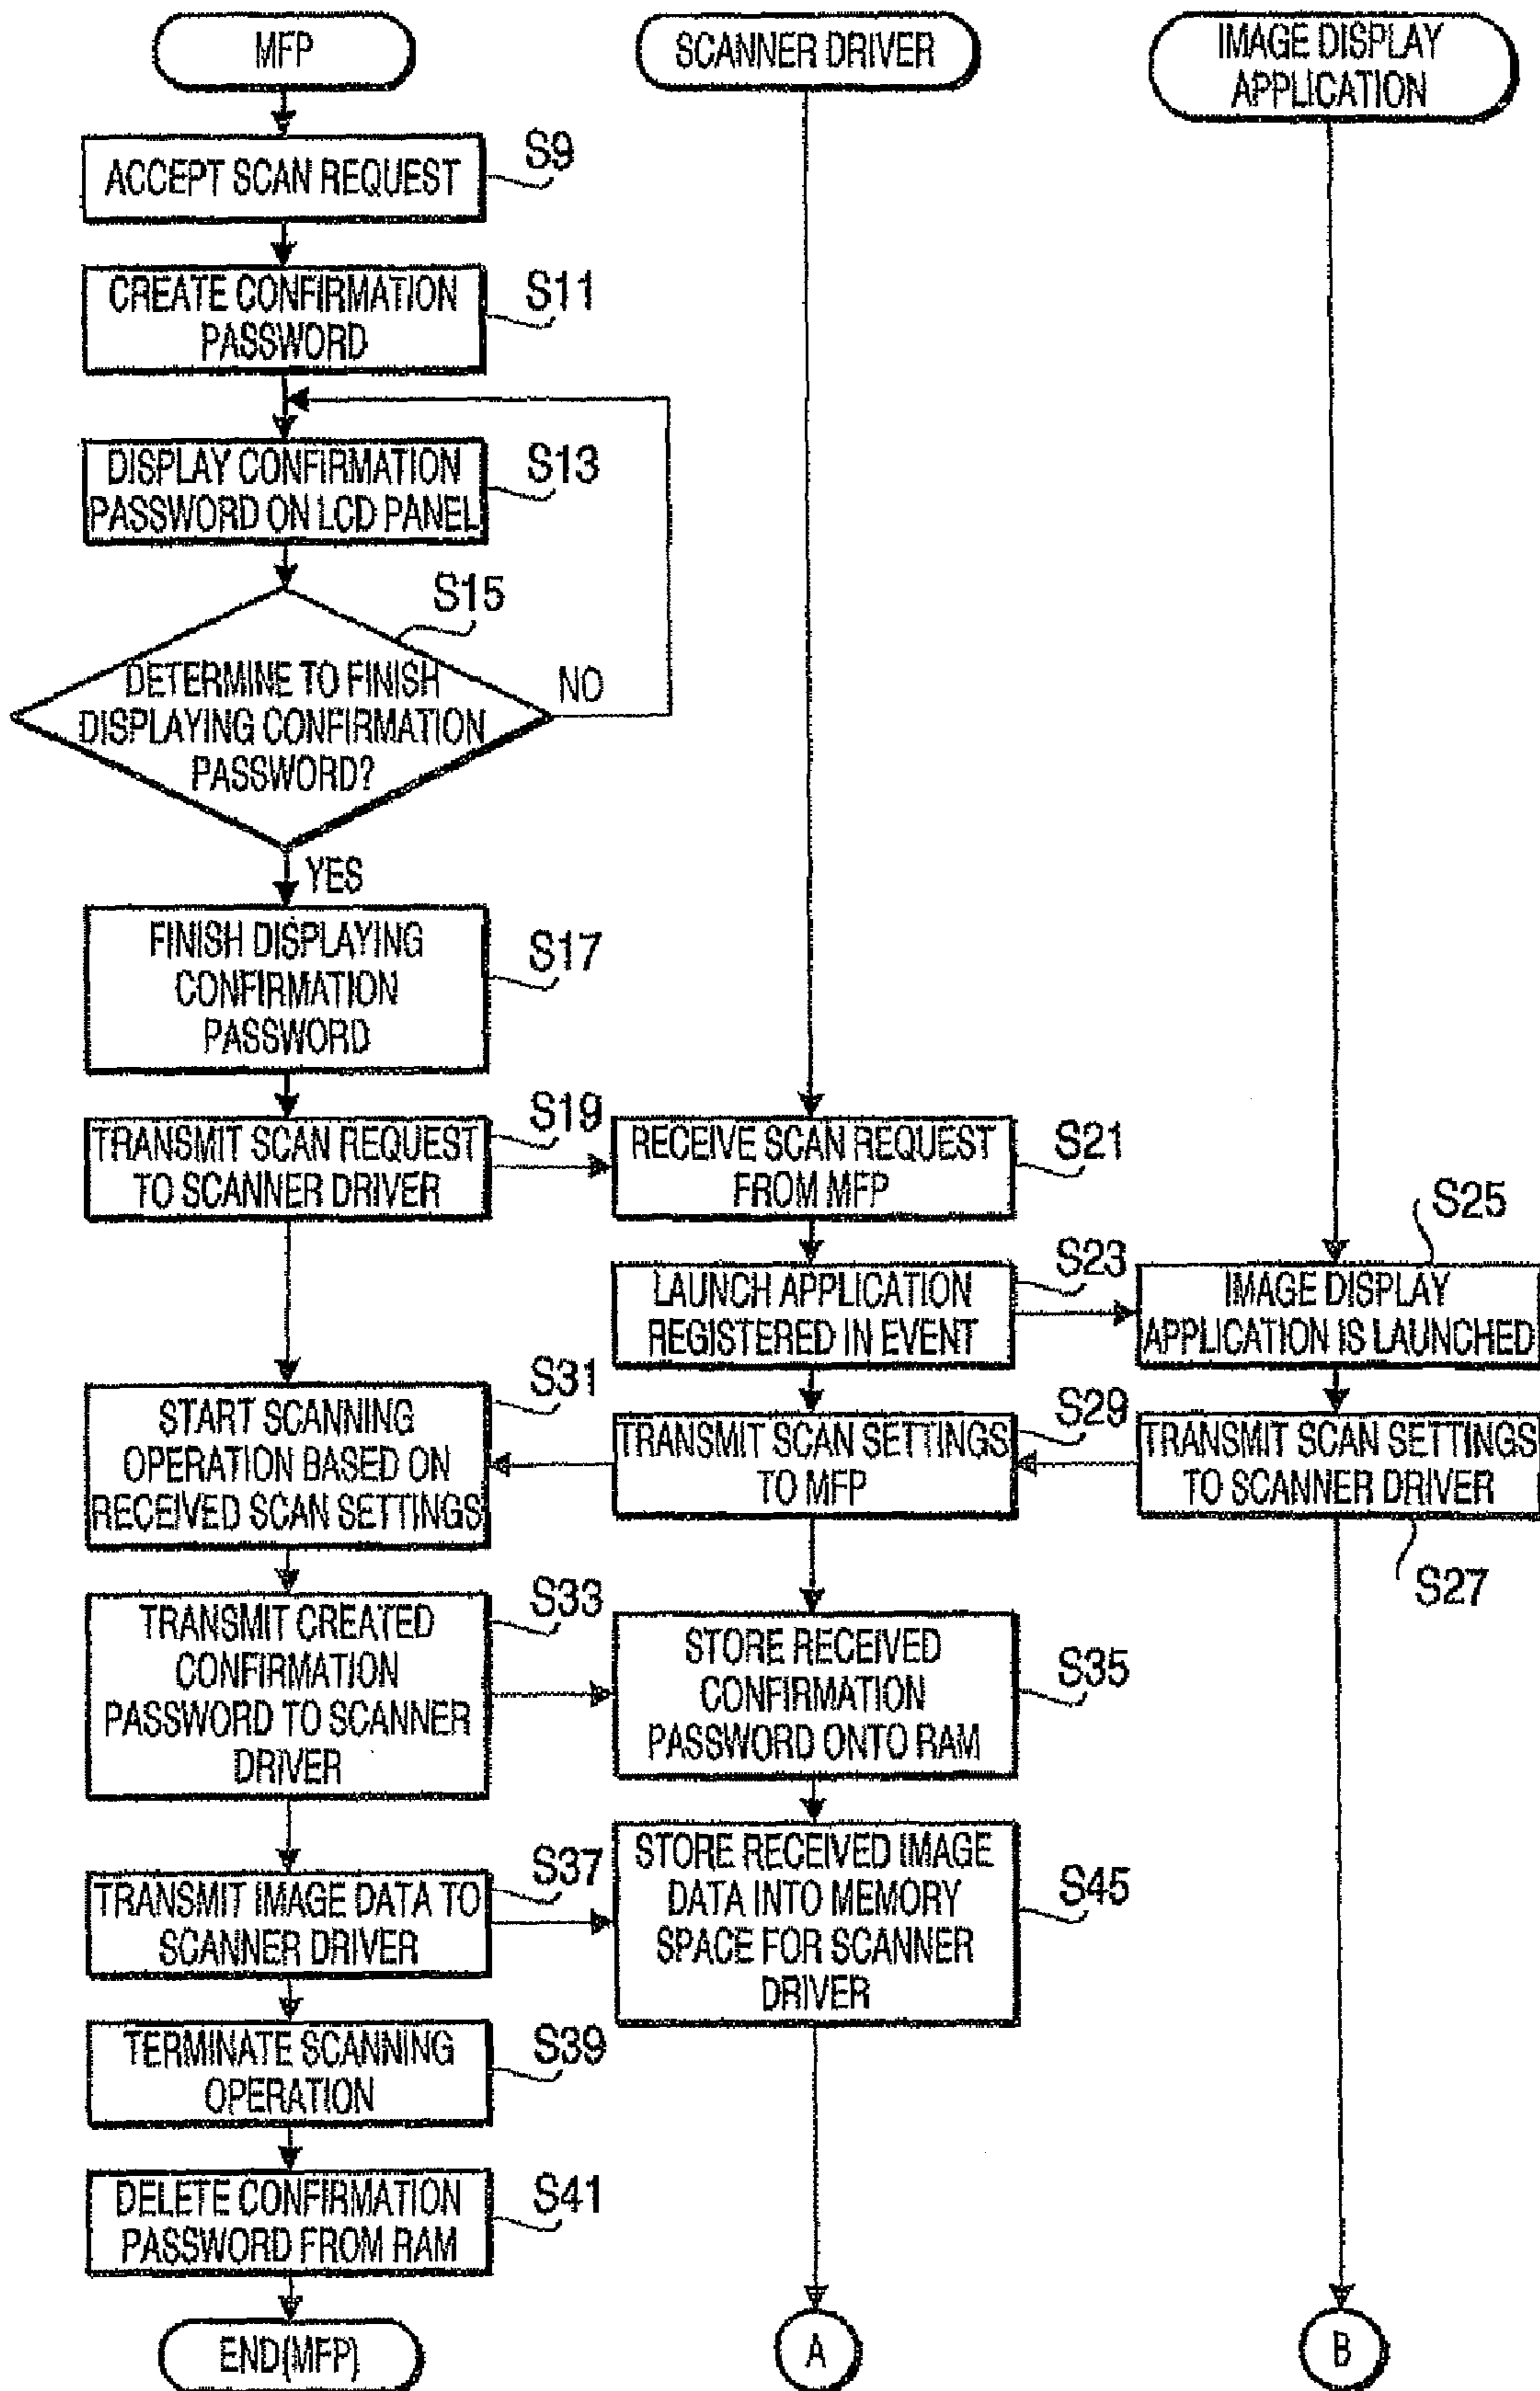 MFP
SCANNER DRIVER
IMAGE DISPLAY
APPLICATION
ACCEPT SCAN REQUEST
S9
CREATE CONFIRMATION
PASSWORD
S11
DISPLAY CONFIRMATION
PASSWORD ON LCD PANEL
S13
S15
DETERMINE TO FINISH
DISPLAYING CONFIRMATION
PASSWORD?
NO
YES
FINISH DISPLAYING
CONFIRMATION
PASSWORD
S17
TRANSMIT SCAN REQUEST
TO SCANNER DRIVER
S19
RECEIVE SCAN REQUEST
FROM MFP
S21
LAUNCH APPLICATION
REGISTERED IN EVENT
S23
S25
IMAGE DISPLAY
APPLICATION IS LAUNCHED
START SCANNING
OPERATION BASED ON
RECEIVED SCAN SETTINGS
S31
TRANSMIT SCAN SETTINGS
TO MFP
S29
TRANSMIT SCAN SETTINGS
TO SCANNER DRIVER
S27
TRANSMIT CREATED
CONFIRMATION
PASSWORD TO SCANNER
DRIVER
S33
STORE RECEIVED
CONFIRMATION
PASSWORD ONTO RAM
S35
TRANSMIT IMAGE DATA TO
SCANNER DRIVER
S37
STORE RECEIVED IMAGE
DATA INTO MEMORY
SPACE FOR SCANNER
DRIVER
S45
TERMINATE SCANNING
OPERATION
S39
DELETE CONFIRMATION
PASSWORD FROM RAM
S41
END(MFP)
A
B